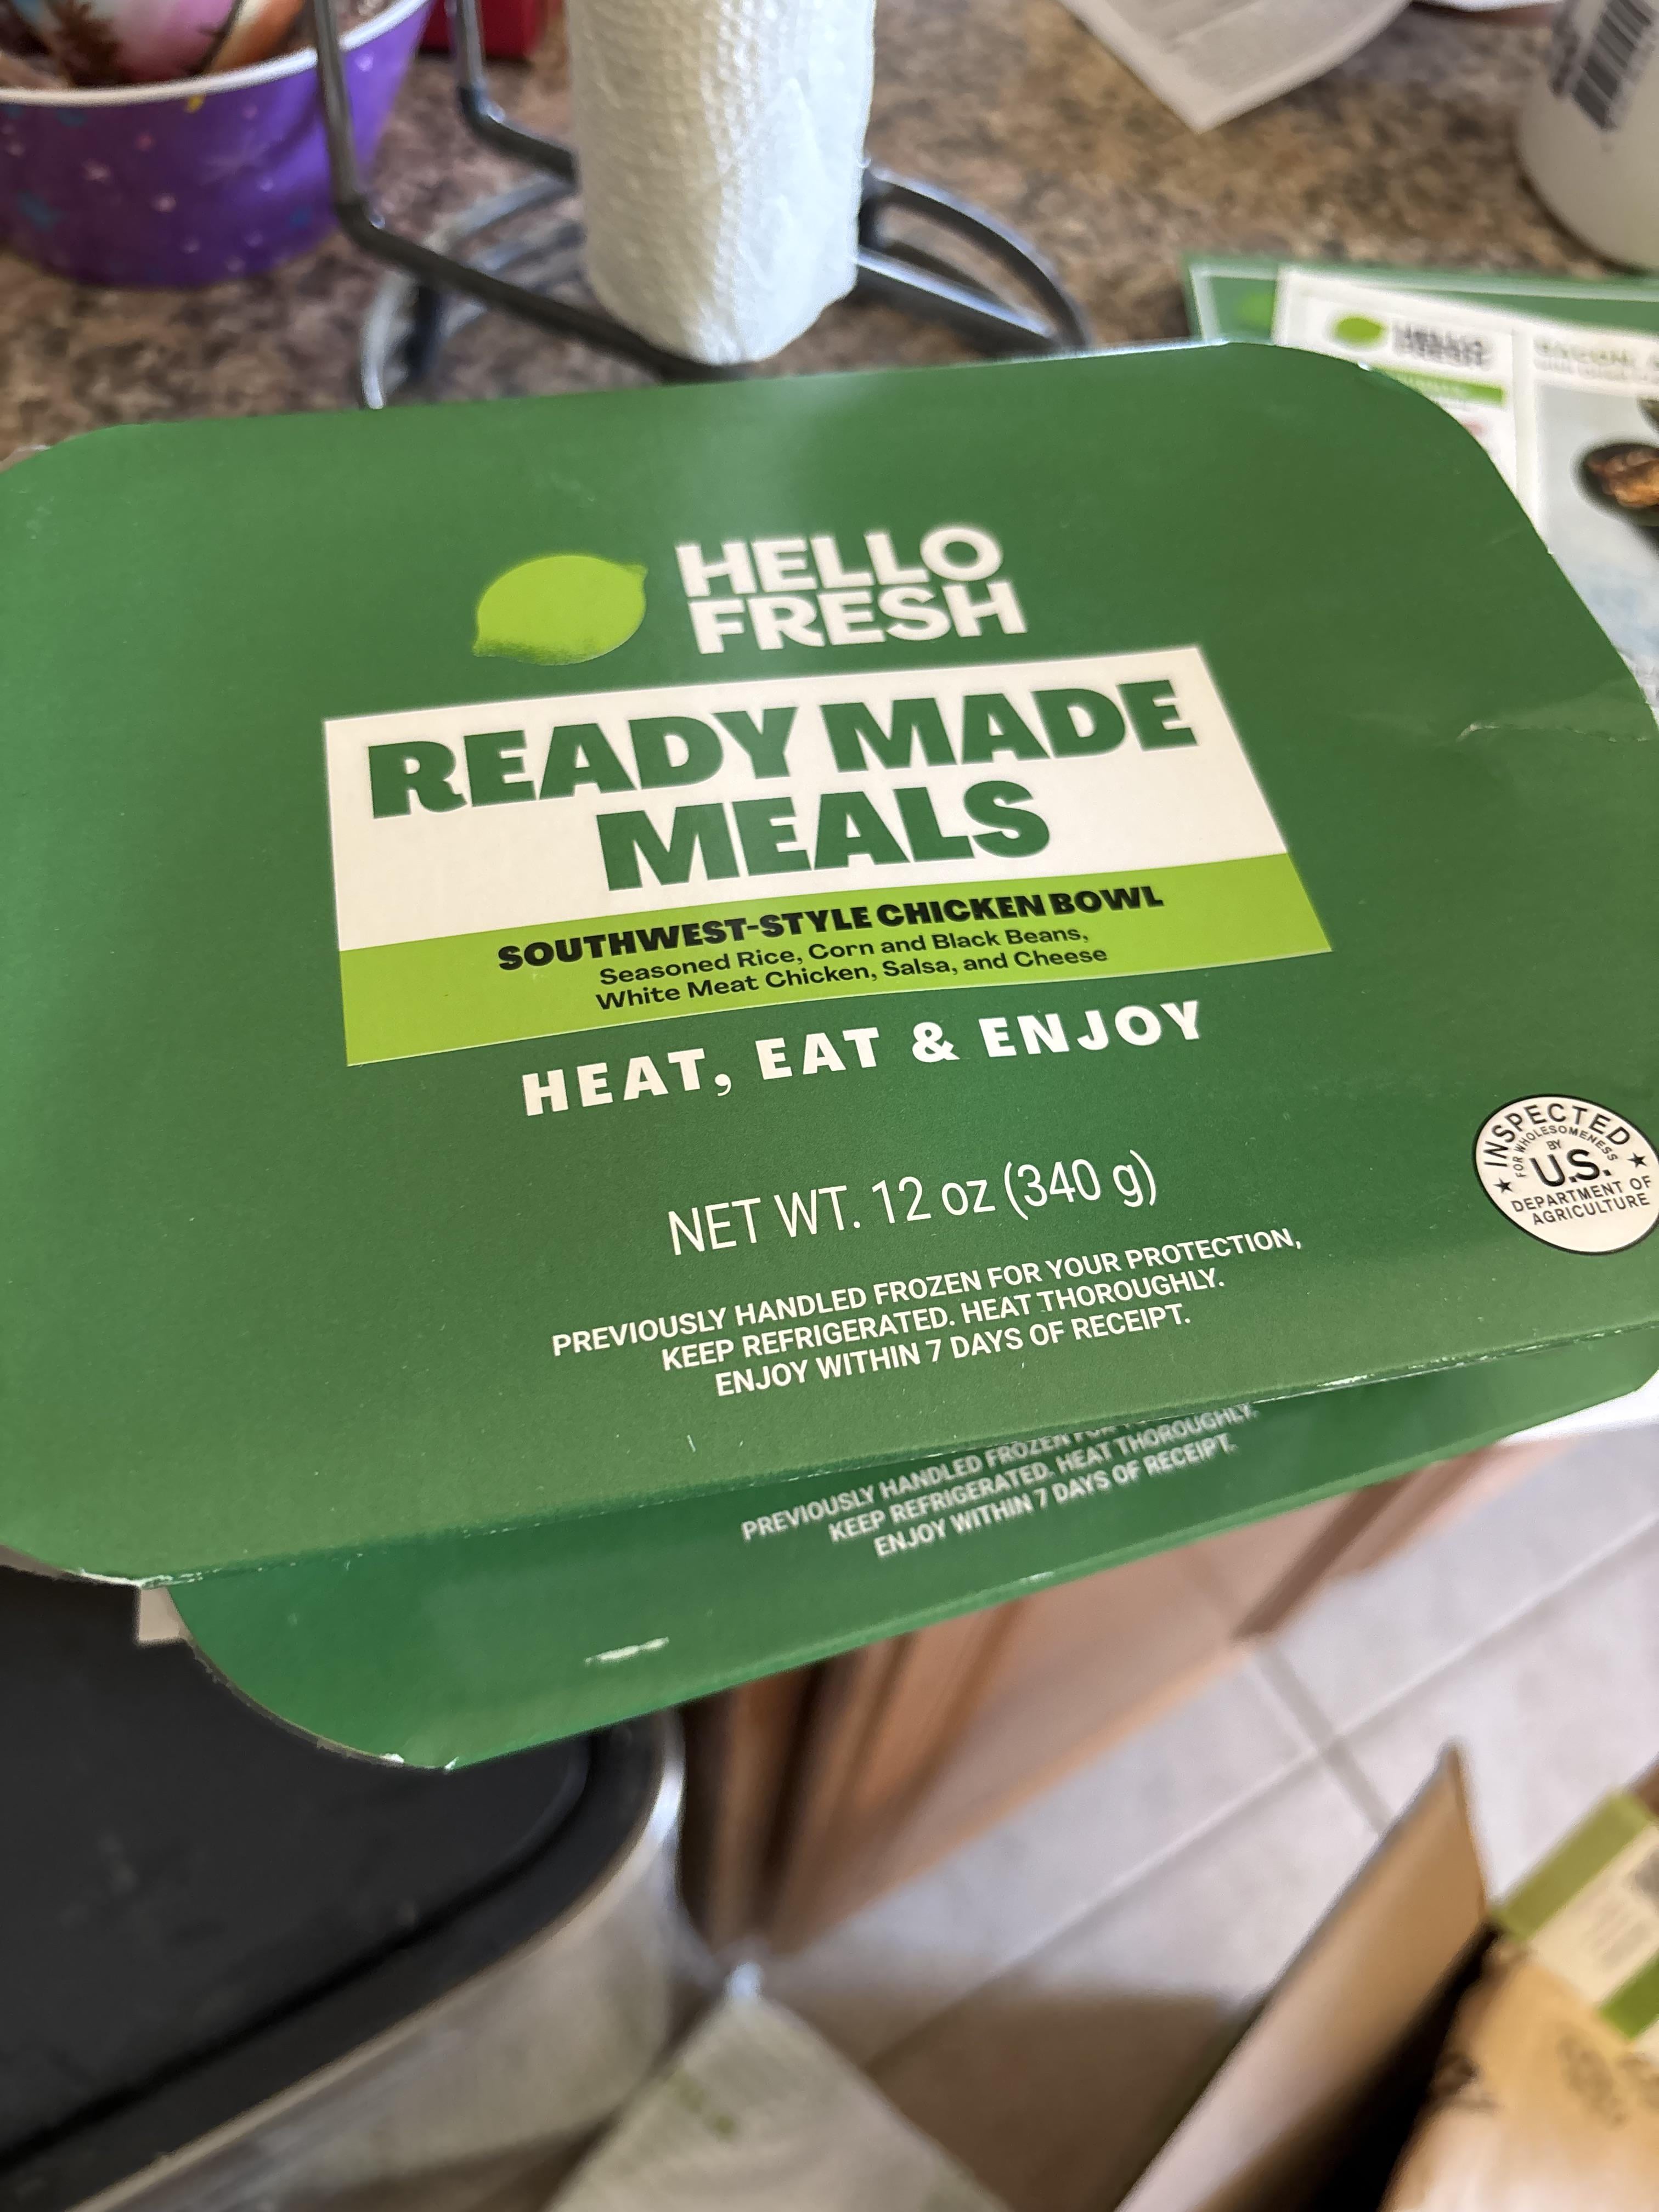 HELLO
FRESH
HELLO
FRESH
READY MADE
MEALS
SOUTHWEST-STYLE CHICKEN BOWL
Seasoned Rice, Corn and Black Beans,
White Meat Chicken, Salsa, and Cheese
HEAT, EAT & ENJOY
NET WT. 12 oz (340 g)
INSPECTED
FOR WHOLESOMENESS
BY
U.S.
DEPARTMENT OF
AGRICULTURE
PREVIOUSLY HANDLED FROZEN FOR YOUR PROTECTION,
KEEP REFRIGERATED. HEAT THOROUGHLY.
ENJOY WITHIN 7 DAYS OF RECEIPT.
PREVIOUSLY HANDLED FROZEN
KEEP REFRIGERATED. HEAT THOROUGHLY.
ENJOY WITHIN 7 DAYS OF RECEIPT.